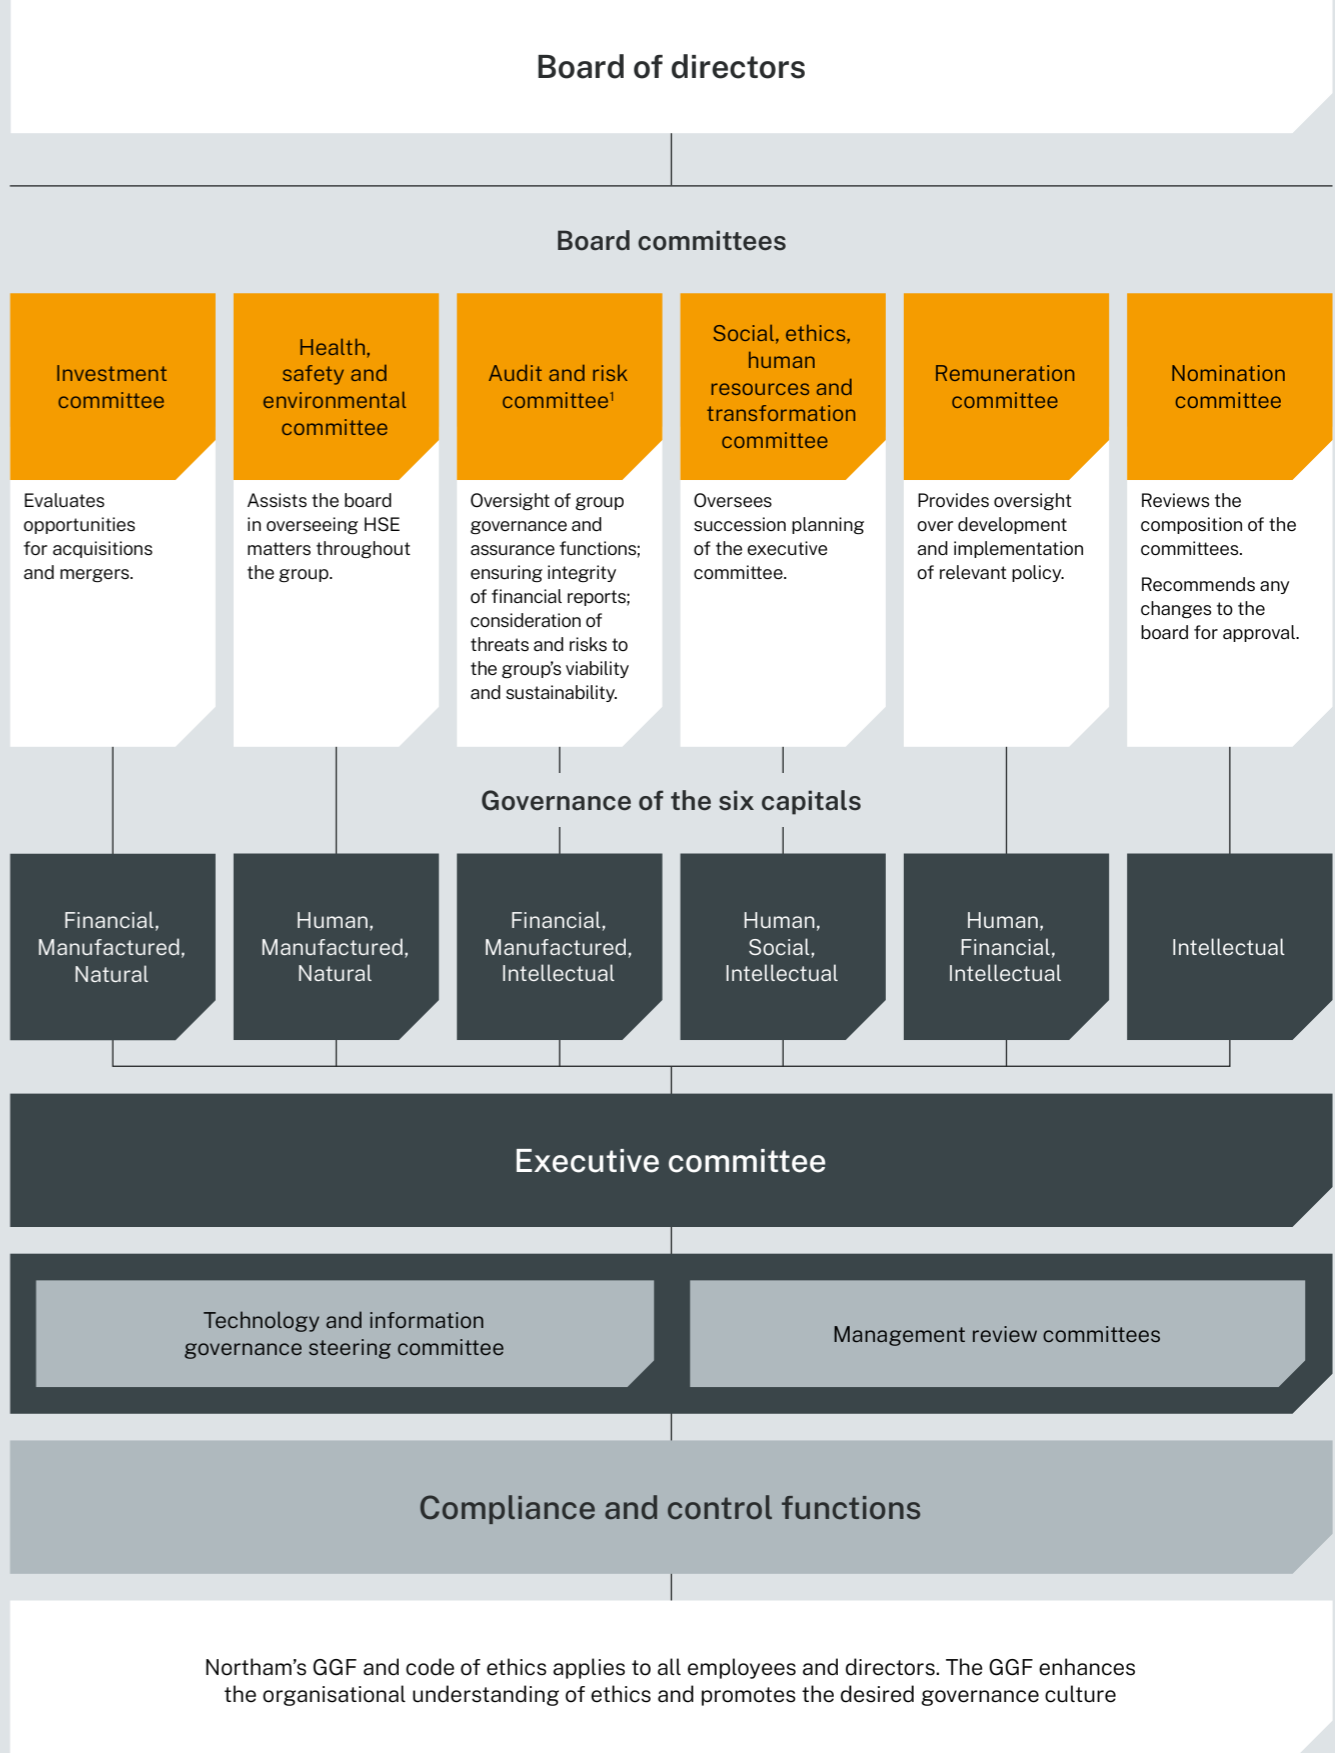 Board of directors
Board committees
Investment
committee
Evaluates
opportunities
for acquisitions
and mergers.
Health,
safety and
environmental
committee
Assists the board
in overseeing HSE
matters throughout
the group.
Audit and risk
committee¹
Oversight of group
governance and
assurance functions;
ensuring integrity
of financial reports;
consideration of
threats and risks to
the group’s viability
and sustainability.
Social, ethics,
human
resources and
transformation
committee
Oversees
succession planning
of the executive
committee.
Remuneration
committee
Provides oversight
over development
and implementation
of relevant policy.
Nomination
committee
Reviews the
composition of the
committees.
Recommends any
changes to the
board for approval.
Governance of the six capitals
Financial,
Manufactured,
Natural
Human,
Manufactured,
Natural
Financial,
Manufactured,
Intellectual
Human,
Social,
Intellectual
Human,
Financial,
Intellectual
Intellectual
Executive committee
Technology and information
governance steering committee
Management review committees
Compliance and control functions
Northam’s GGF and code of ethics applies to all employees and directors. The GGF enhances
the organisational understanding of ethics and promotes the desired governance culture